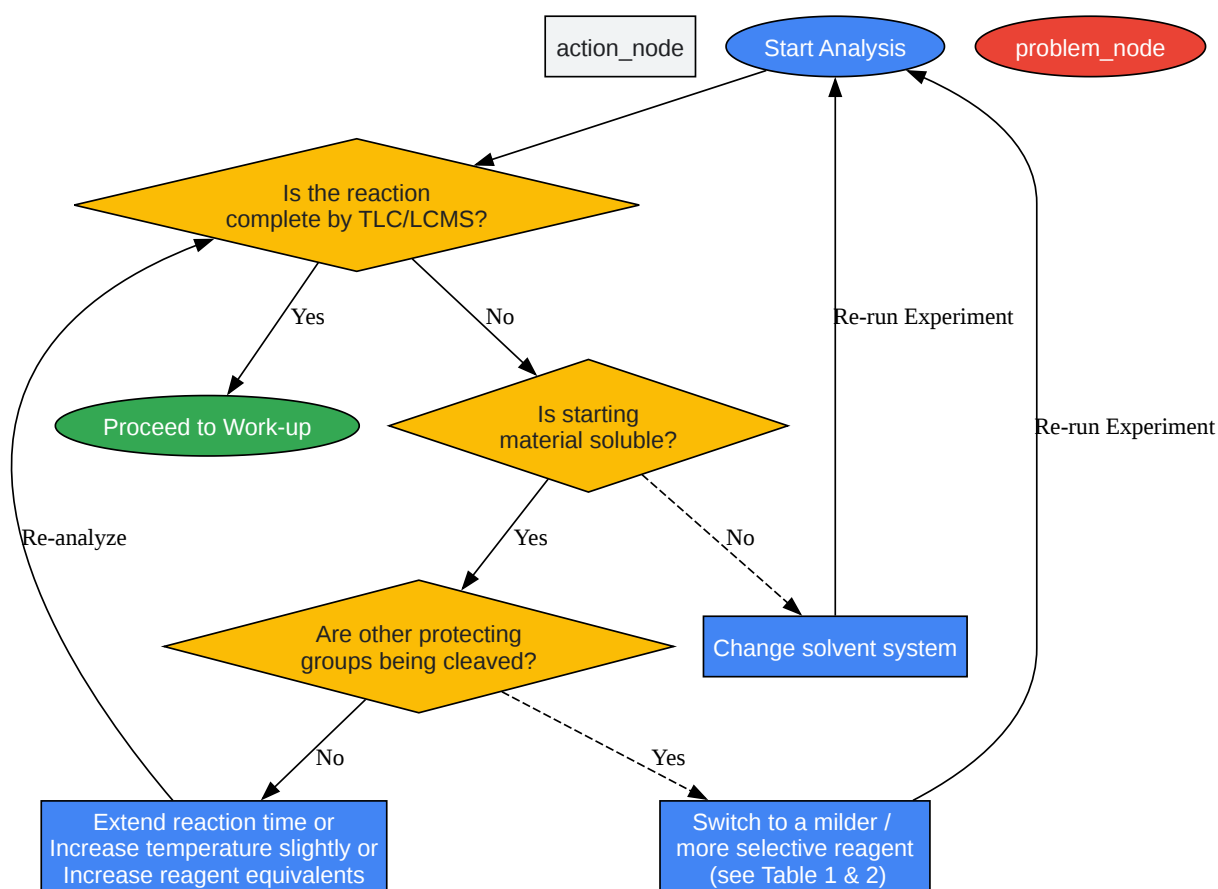 action_node
Start Analysis
problem_node
Is the reaction
complete by TLC/LCMS?
Yes
No
Re-run Experiment
Proceed to Work-up
Is starting
material soluble?
Re-run Experiment
Re-analyze
Yes
No
Are other protecting
groups being cleaved?
Change solvent system
No
Yes
Extend reaction time or
Increase temperature slightly or
Increase reagent equivalents
Switch to a milder /
more selective reagent
(see Table 1 & 2)